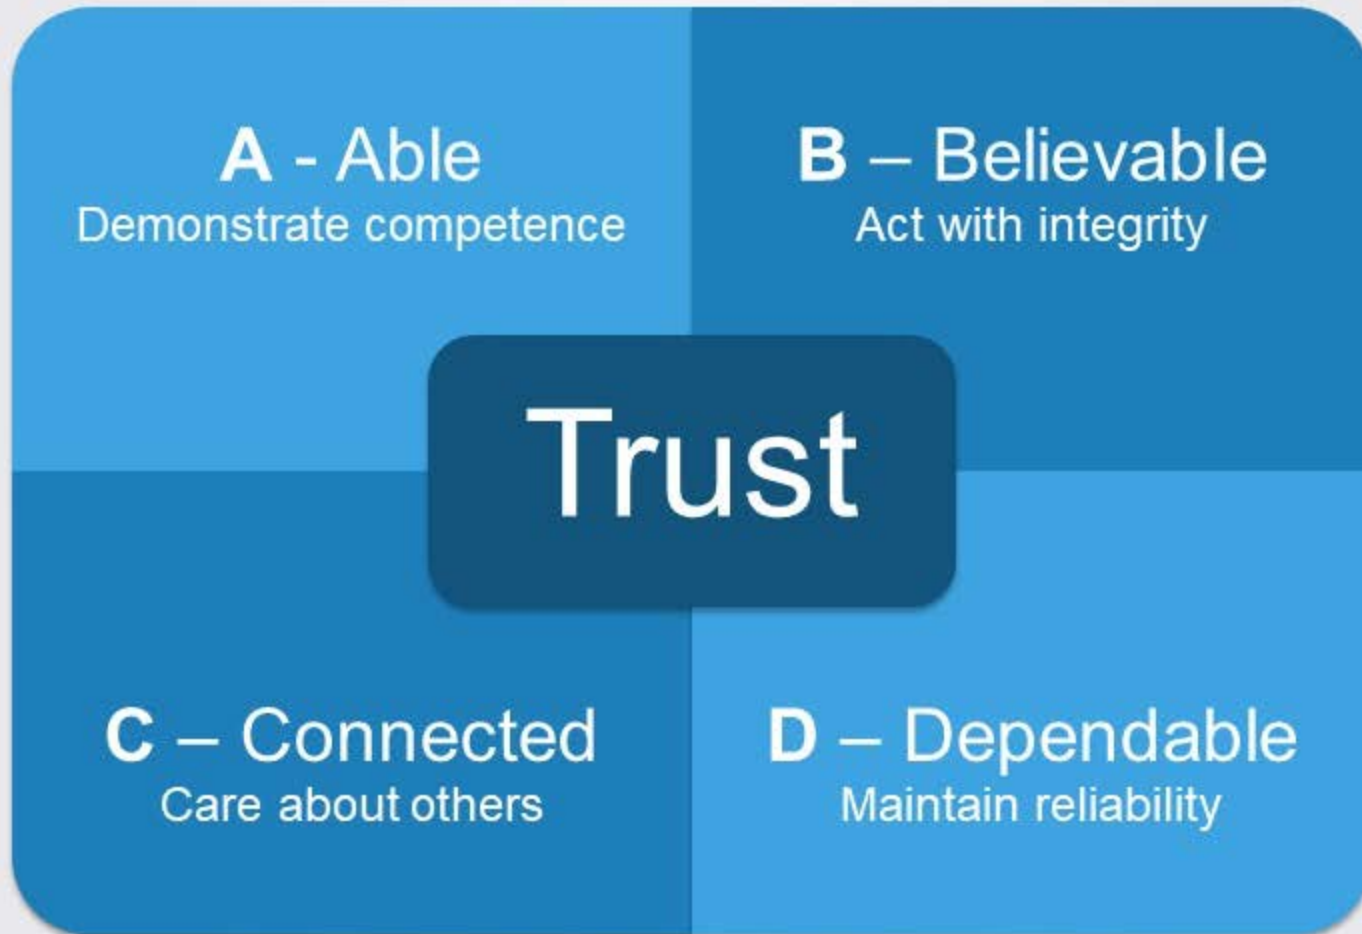 A - Able
Demonstrate competence
B – Believable
Act with integrity
Trust
C – Connected
Care about others
D – Dependable
Maintain reliability